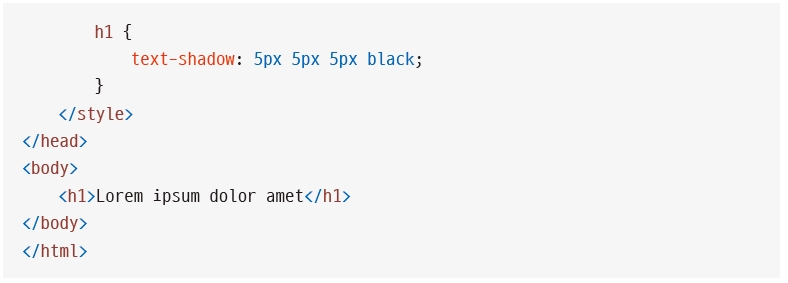 h1 {
text-shadow: 5px 5px 5px black;
}
</style>
</head>
<body>
<h1>Lorem ipsum dolor amet</h1>
</body>
</html>